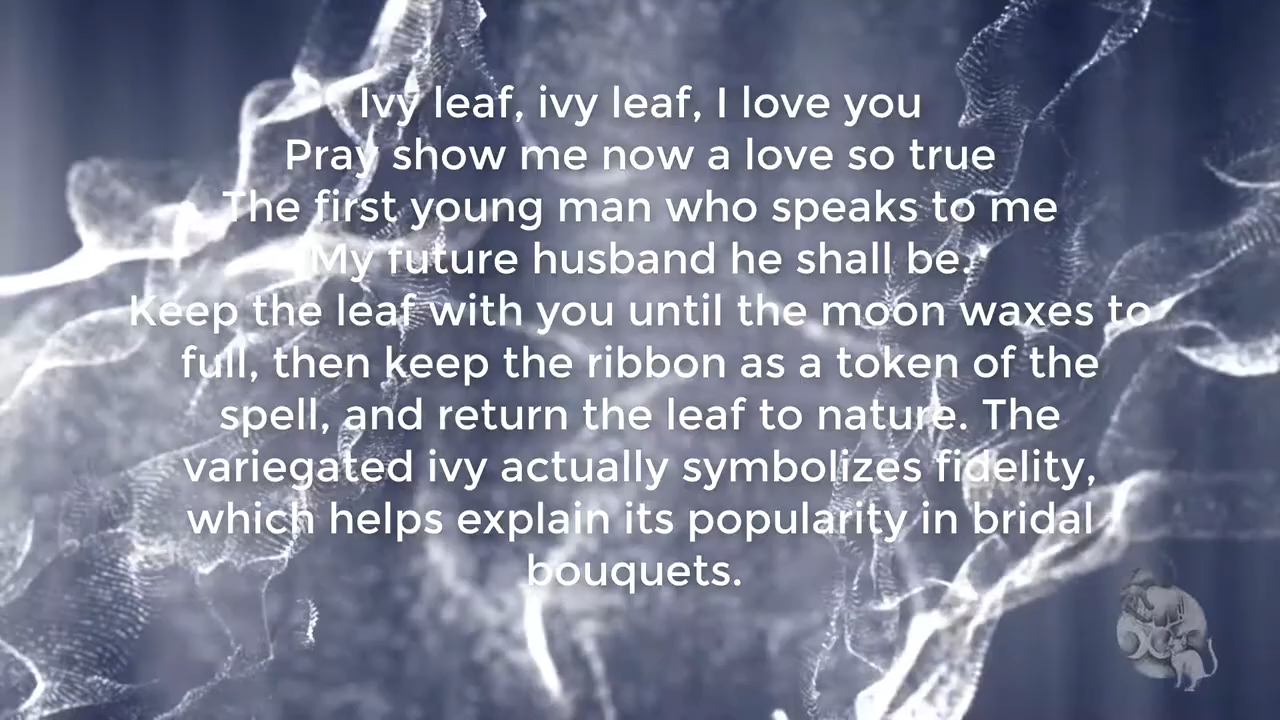 Ivy leaf, ivy leaf, I love you
Pray show me now a love so true
The first young man who speaks to me
My future husband he shall be.
Keep the leaf with you until the moon waxes to
full, then keep the ribbon as a token of the
spell, and return the leaf to nature. The
variegated ivy actually symbolizes fidelity,
which helps explain its popularity in bridal
bouquets.